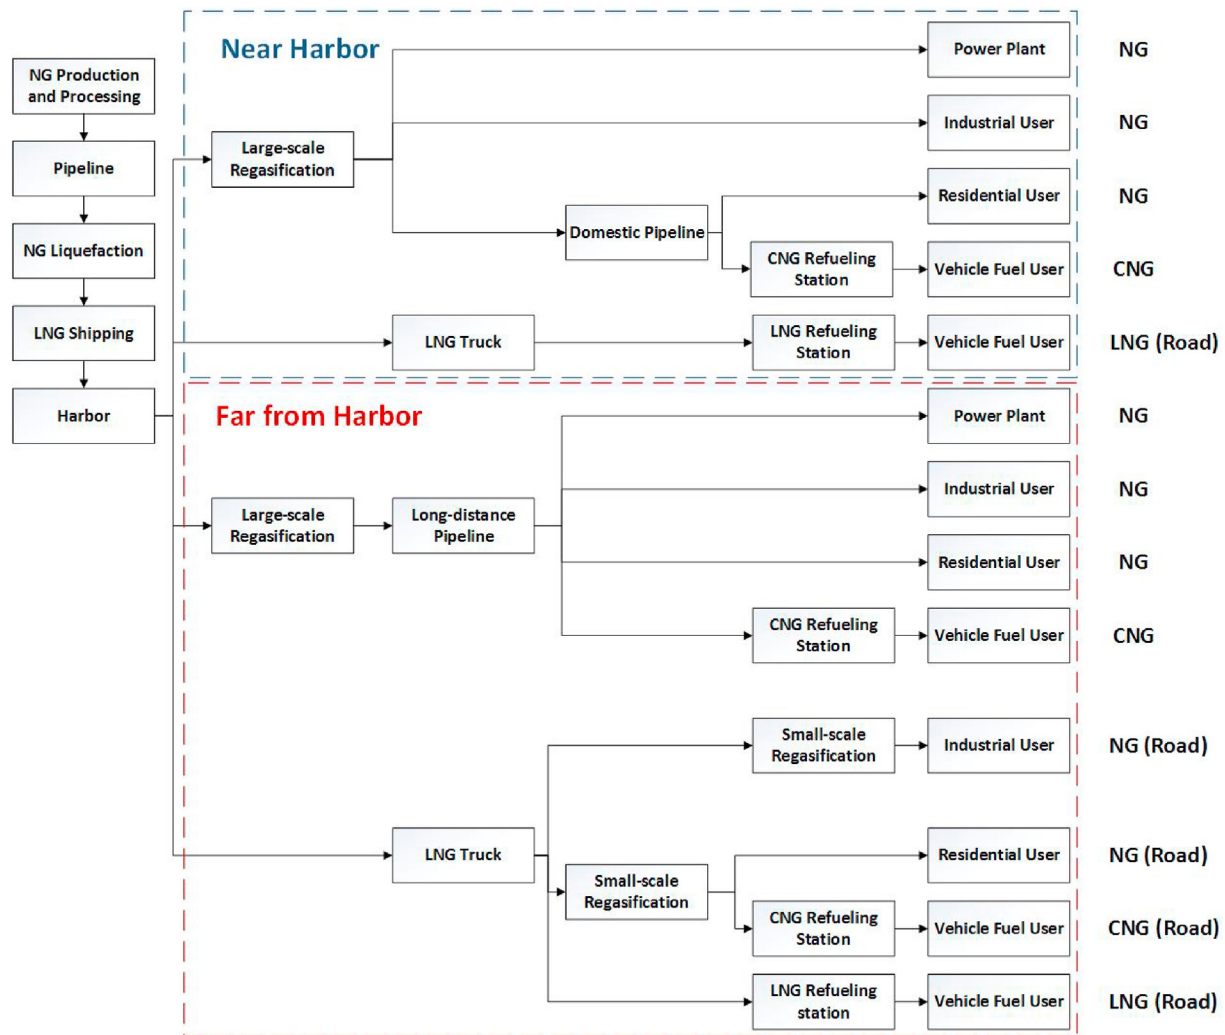 NG Production
and Processing
Pipeline
NG Liquefaction
LNG Shipping
Harbor
Near Harbor
Large-scale
Regasification
Domestic Pipeline
CNG Refueling
Station
LNG Truck
LNG Refueling
Station
Power Plant
NG
Industrial User
NG
Residential User
NG
Vehicle Fuel User
CNG
Vehicle Fuel User
LNG (Road)
Far from Harbor
Large-scale
Regasification
Long-distance
Pipeline
CNG Refueling
Station
Power Plant
NG
Industrial User
NG
Residential User
NG
Vehicle Fuel User
CNG
LNG Truck
Small-scale
Regasification
Industrial User
NG (Road)
Small-scale
Regasification
Residential User
NG (Road)
CNG Refueling
Station
Vehicle Fuel User
CNG (Road)
LNG Refueling
station
Vehicle Fuel User
LNG (Road)